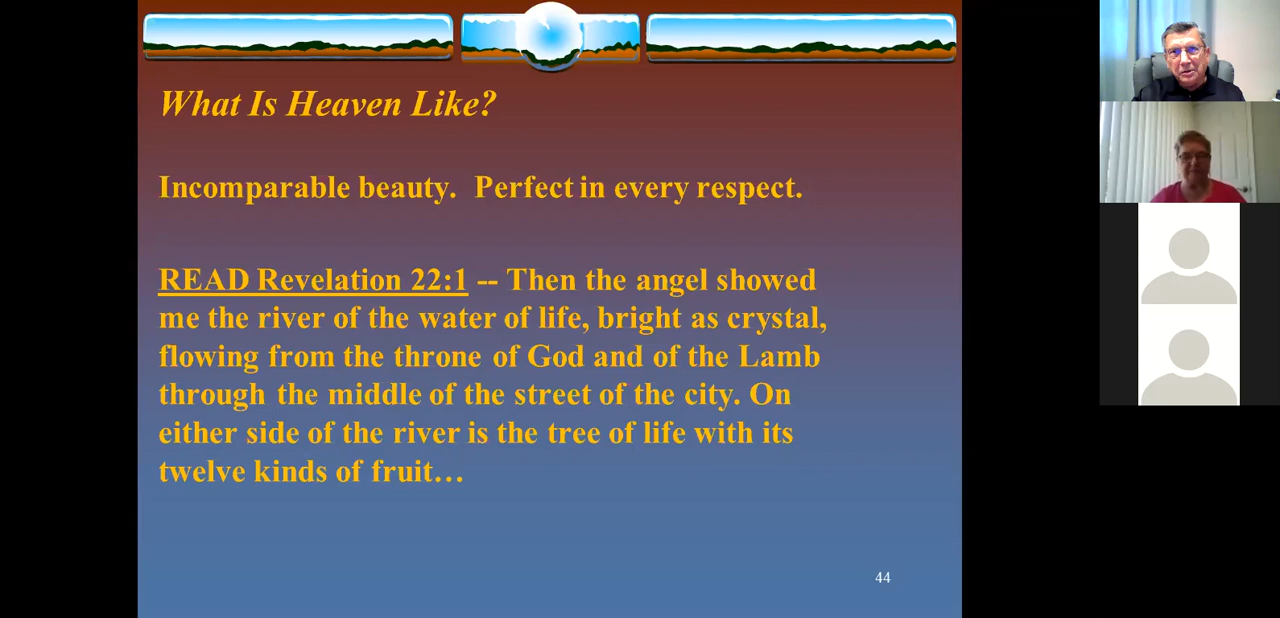 What Is Heaven Like?
Incomparable beauty.  Perfect in every respect.
READ Revelation 22:1 -- Then the angel showed
me the river of the water of life, bright as crystal,
flowing from the throne of God and of the Lamb
through the middle of the street of the city. On
either side of the river is the tree of life with its
twelve kinds of fruit…
44